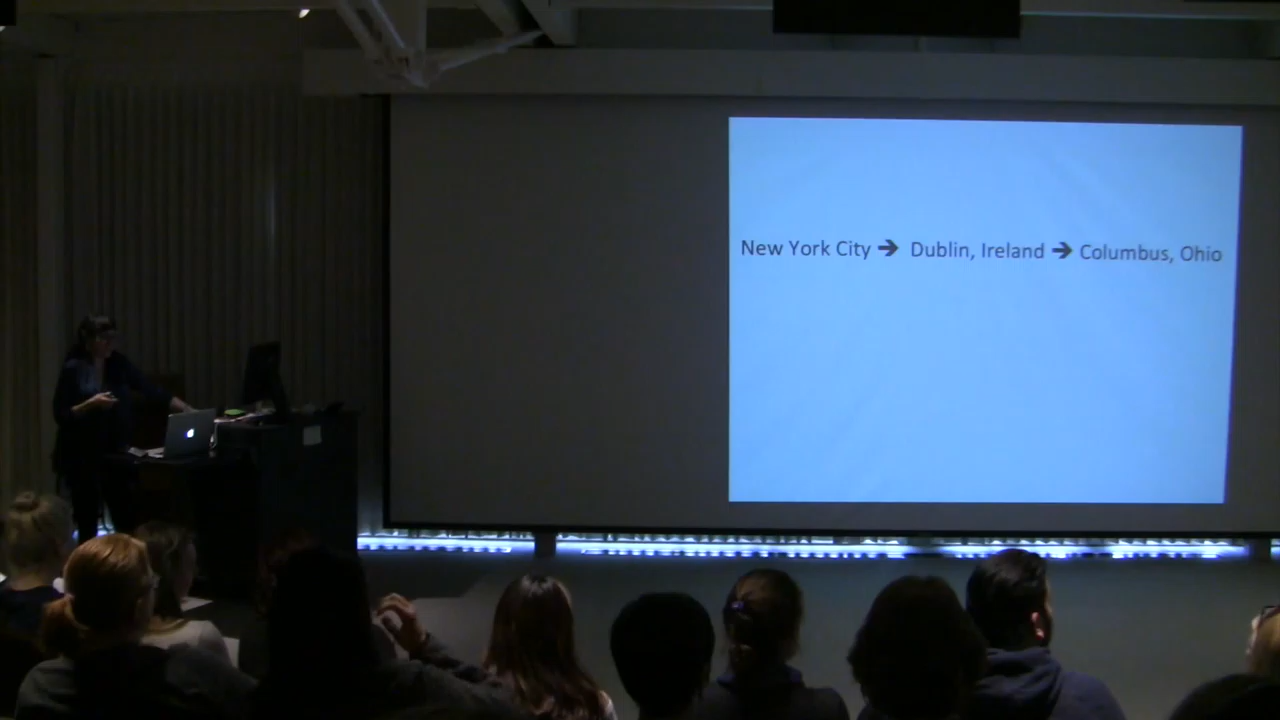 New York City ➔ Dublin, Ireland ➔ Columbus, Ohio